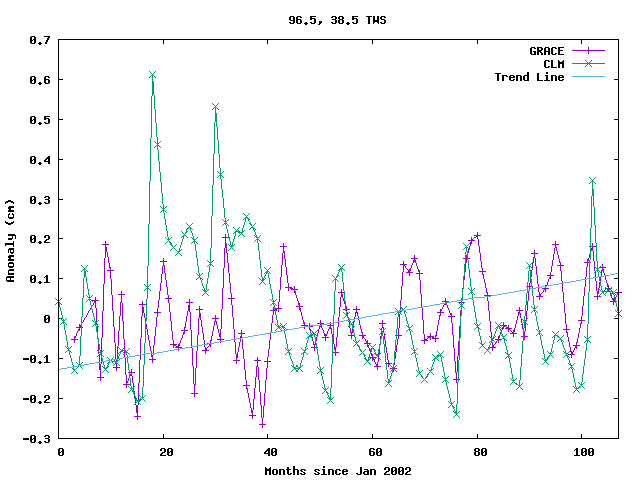 96.5, 38.5 TWS
GRACE
CLM
Trend Line
Anomaly (cm)
0.7
0.6
0.5
0.4
0.3
0.2
0.1
0
-0.1
-0.2
-0.3
0 20 40 60 80 100
Months since Jan 2002